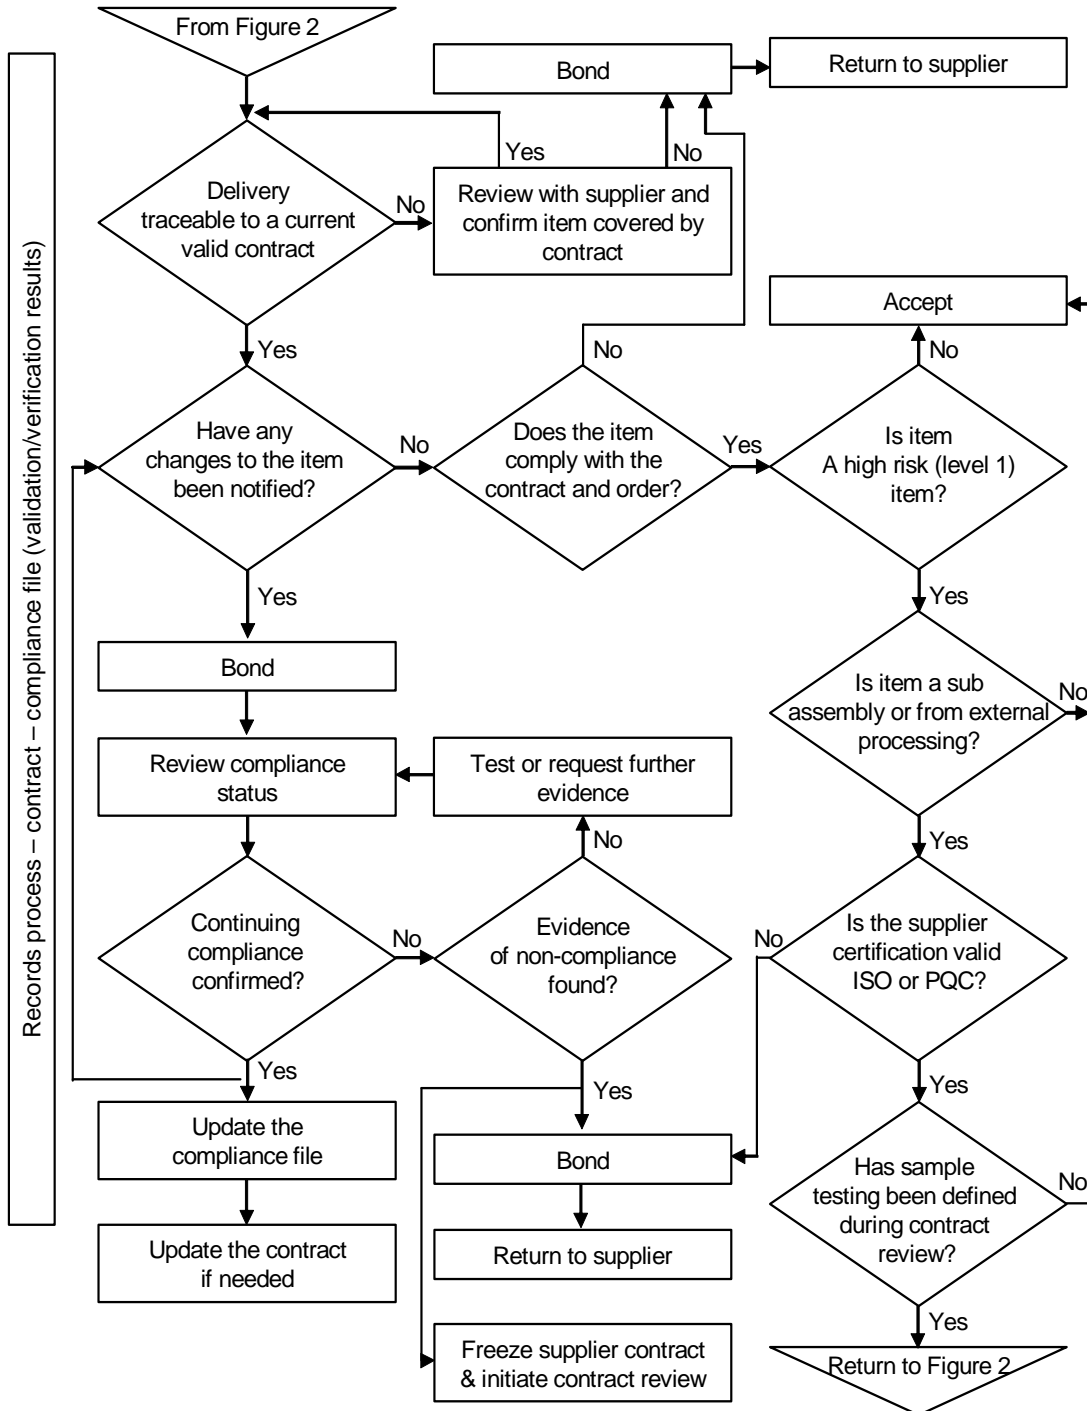 From Figure 2
Bond
Return to supplier
Yes
No
Delivery
traceable to a current
valid contract
No
Review with supplier and
confirm item covered by
contract
Accept
Yes
No
No
Have any
changes to the item
been notified?
No
Does the item
comply with the
contract and order?
Yes
Is item
A high risk (level 1)
item?
Yes
Yes
Bond
Is item a sub
assembly or from external
processing?
No
Review compliance
status
Test or request further
evidence
No
Yes
Continuing
compliance
confirmed?
No
Evidence
of non-compliance
found?
No
Is the supplier
certification valid
ISO or PQC?
Yes
Yes
Yes
Update the
compliance file
Bond
Has sample
testing been defined
during contract
review?
No
Update the contract
if needed
Return to supplier
Yes
Freeze supplier contract
& initiate contract review
Return to Figure 2
Records process – contract – compliance file (validation/verification results)